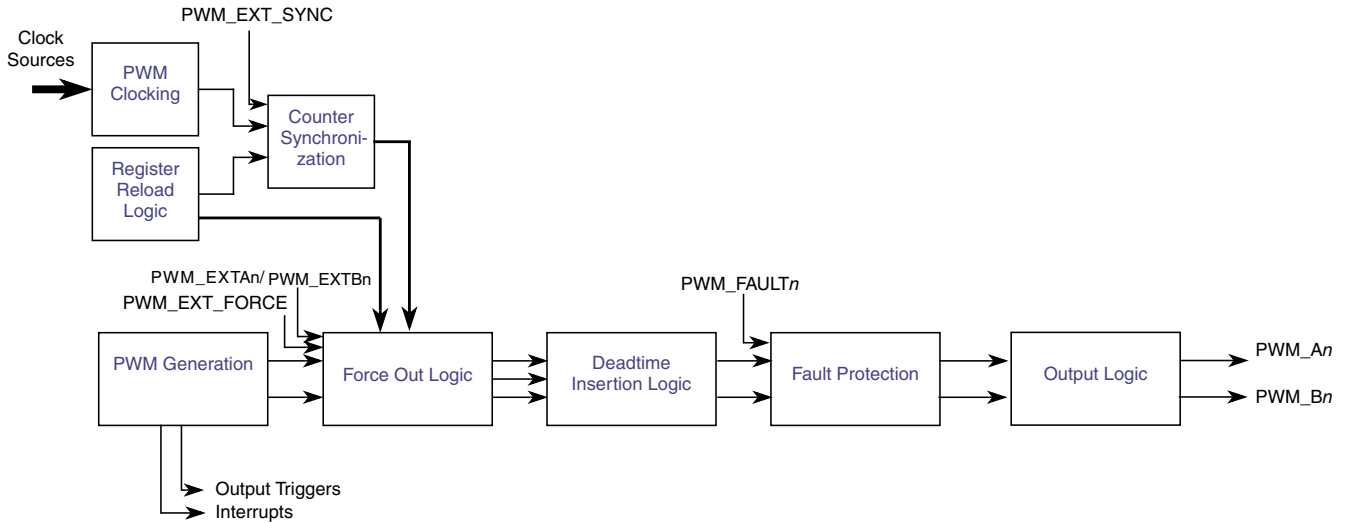 PWM_EXT_SYNC
Clock
Sources
PWM
Clocking
Counter
Synchroni-
zation
Register
Reload
Logic
PWM_EXTAn/ PWM_EXTBn
PWM_EXT_FORCE
PWM_FAULTn
PWM Generation
Force Out Logic
Deadtime
Insertion Logic
Fault Protection
Output Logic
PWM_An
PWM_Bn
Output Triggers
Interrupts